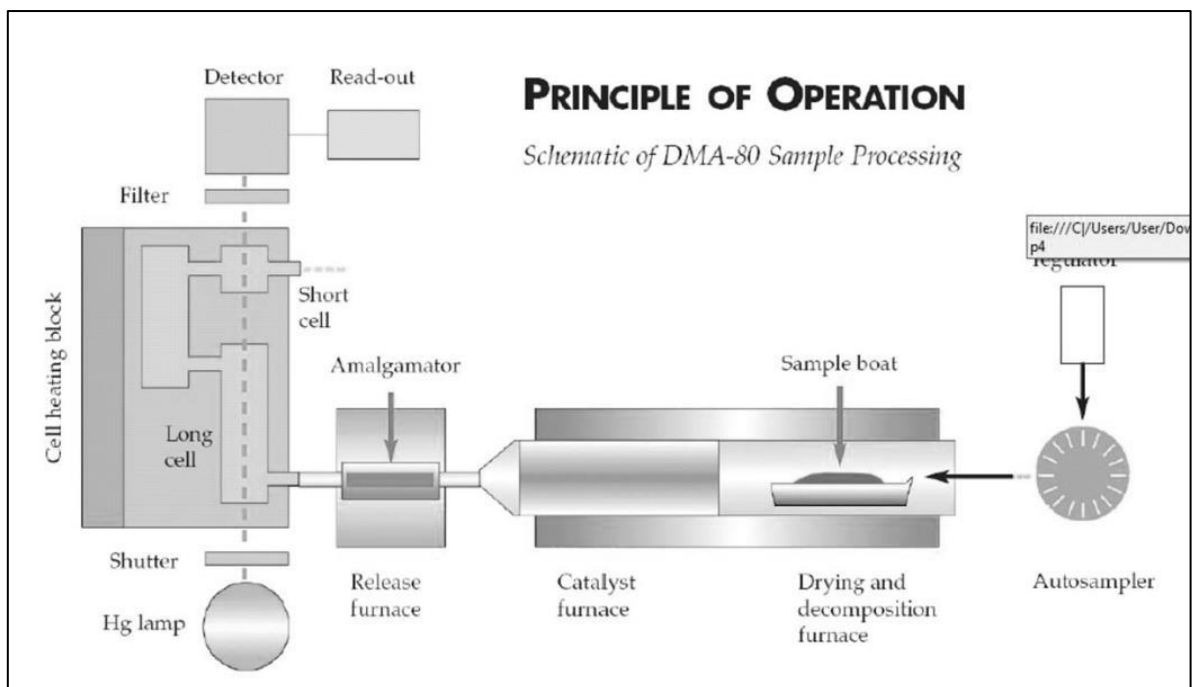 Detector
Read-out
PRINCIPLE OF OPERATION
Schematic of DMA-80 Sample Processing
Filter
file:///C|/Users/User/Dov
p4
regulator
Cell heating block
Short
cell
Amalgamator
Sample boat
Long
cell
Shutter
Hg lamp
Release
furnace
Catalyst
furnace
Drying and
decomposition
furnace
Autosampler